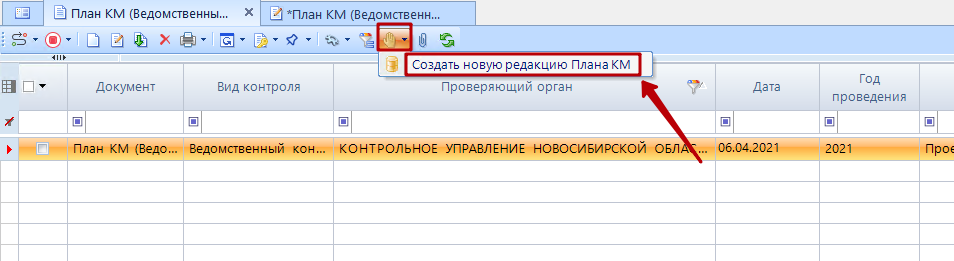 План КМ (Ведомственны... *План КМ (Ведомственн...
Создать новую редакцию Плана КМ
Документ Вид контроля Проверяющий орган Дата Год проведения
План КМ (Ведо... Ведомственный кон... КОНТРОЛЬНОЕ УПРАВЛЕНИЕ НОВОСИБИРСКОЙ ОБЛАС... 06.04.2021 2021 Прое